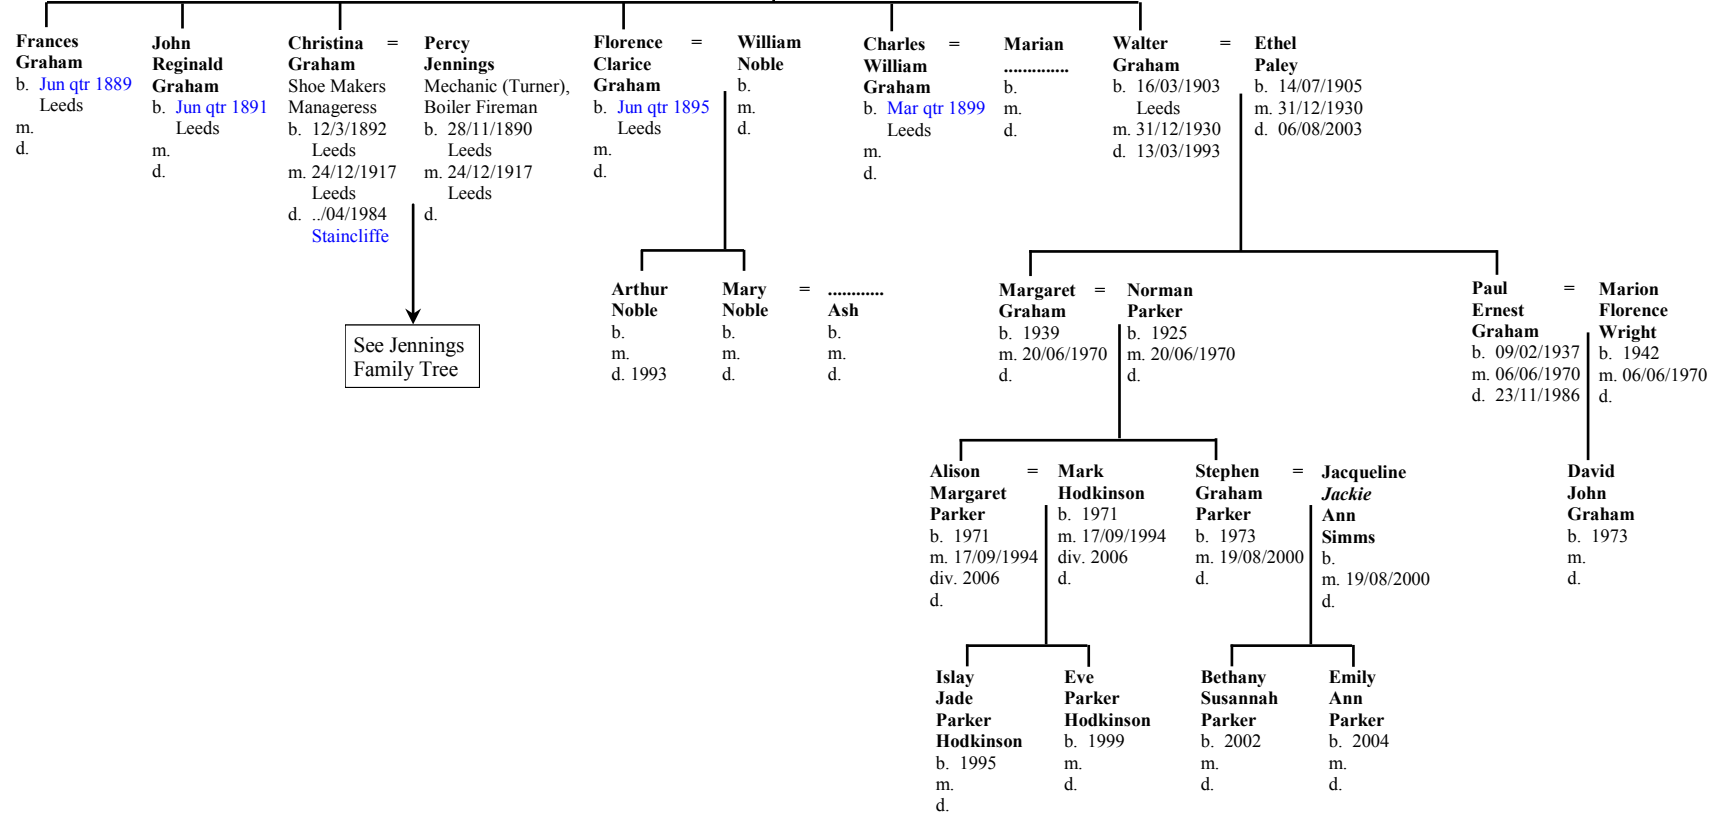 Frances
Graham
b. Jun qtr 1889
Leeds
m.
d.
John
Reginald
Graham
b. Jun qtr 1891
Leeds
m.
d.
Christina =
Graham
Shoe Makers
Manageress
b. 12/3/1892
Leeds
m. 24/12/1917
Leeds
d. ../04/1984
Staincliffe
Percy
Jennings
Mechanic (Turner),
Boiler Fireman
b. 28/11/1890
Leeds
m. 24/12/1917
Leeds
d.
See Jennings
Family Tree
Florence =
Clarice
Graham
b. Jun qtr 1895
Leeds
m.
d.
William
Noble
b.
m.
d.
Charles =
William
Graham
b. Mar qtr 1899
Leeds
m.
d.
Marian
..............
b.
m.
d.
Walter =
Graham
b. 16/03/1903
Leeds
m. 31/12/1930
d. 13/03/1993
Ethel
Paley
b. 14/07/1905
m. 31/12/1930
d. 06/08/2003
Arthur
Noble
b.
m.
d. 1993
Mary =
Noble
b.
m.
d.
............
Ash
b.
m.
d.
Margaret =
Graham
b. 1939
m. 20/06/1970
d.
Norman
Parker
b. 1925
m. 20/06/1970
d.
Paul =
Ernest
Graham
b. 09/02/1937
m. 06/06/1970
d. 23/11/1986
Marion
Florence
Wright
b. 1942
m. 06/06/1970
d.
Alison =
Margaret
Parker
b. 1971
m. 17/09/1994
div. 2006
d.
Mark
Hodkinson
b. 1971
m. 17/09/1994
div. 2006
d.
Stephen =
Graham
Parker
b. 1973
m. 19/08/2000
d.
Jacqueline
Jackie
Ann
Simms
b.
m. 19/08/2000
d.
David
John
Graham
b. 1973
m.
d.
Islay
Jade
Parker
Hodkinson
b. 1995
m.
d.
Eve
Parker
Hodkinson
b. 1999
m.
d.
Bethany
Susannah
Parker
b. 2002
m.
d.
Emily
Ann
Parker
b. 2004
m.
d.